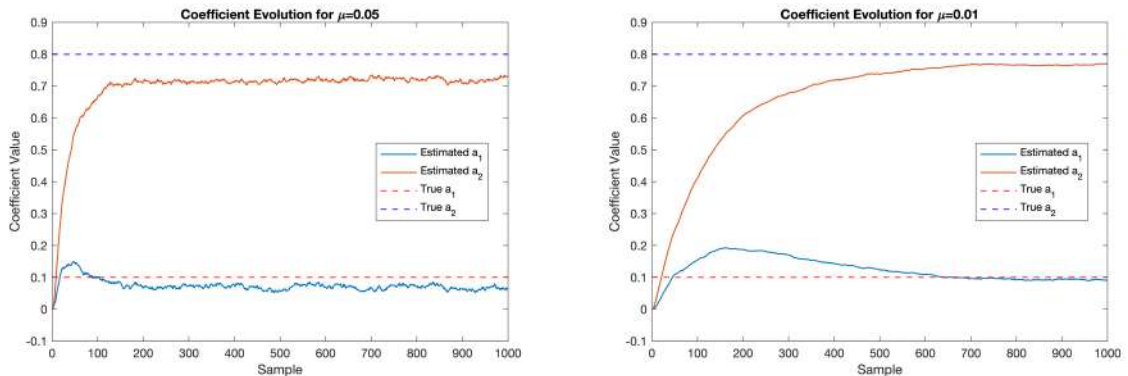 Coefficient Evolution for μ=0.05
0.9
0.8
0.7
0.6
0.5
0.4
0.3
0.2
0.1
0
-0.1
Coefficient Value
0 100 200 300 400 500 600 700 800 900 1000
Sample
Estimated a₁
Estimated a₂
True a₁
True a₂
Coefficient Evolution for μ=0.01
0.9
0.8
0.7
0.6
0.5
0.4
0.3
0.2
0.1
0
-0.1
Coefficient Value
0 100 200 300 400 500 600 700 800 900 1000
Sample
Estimated a₁
Estimated a₂
True a₁
True a₂